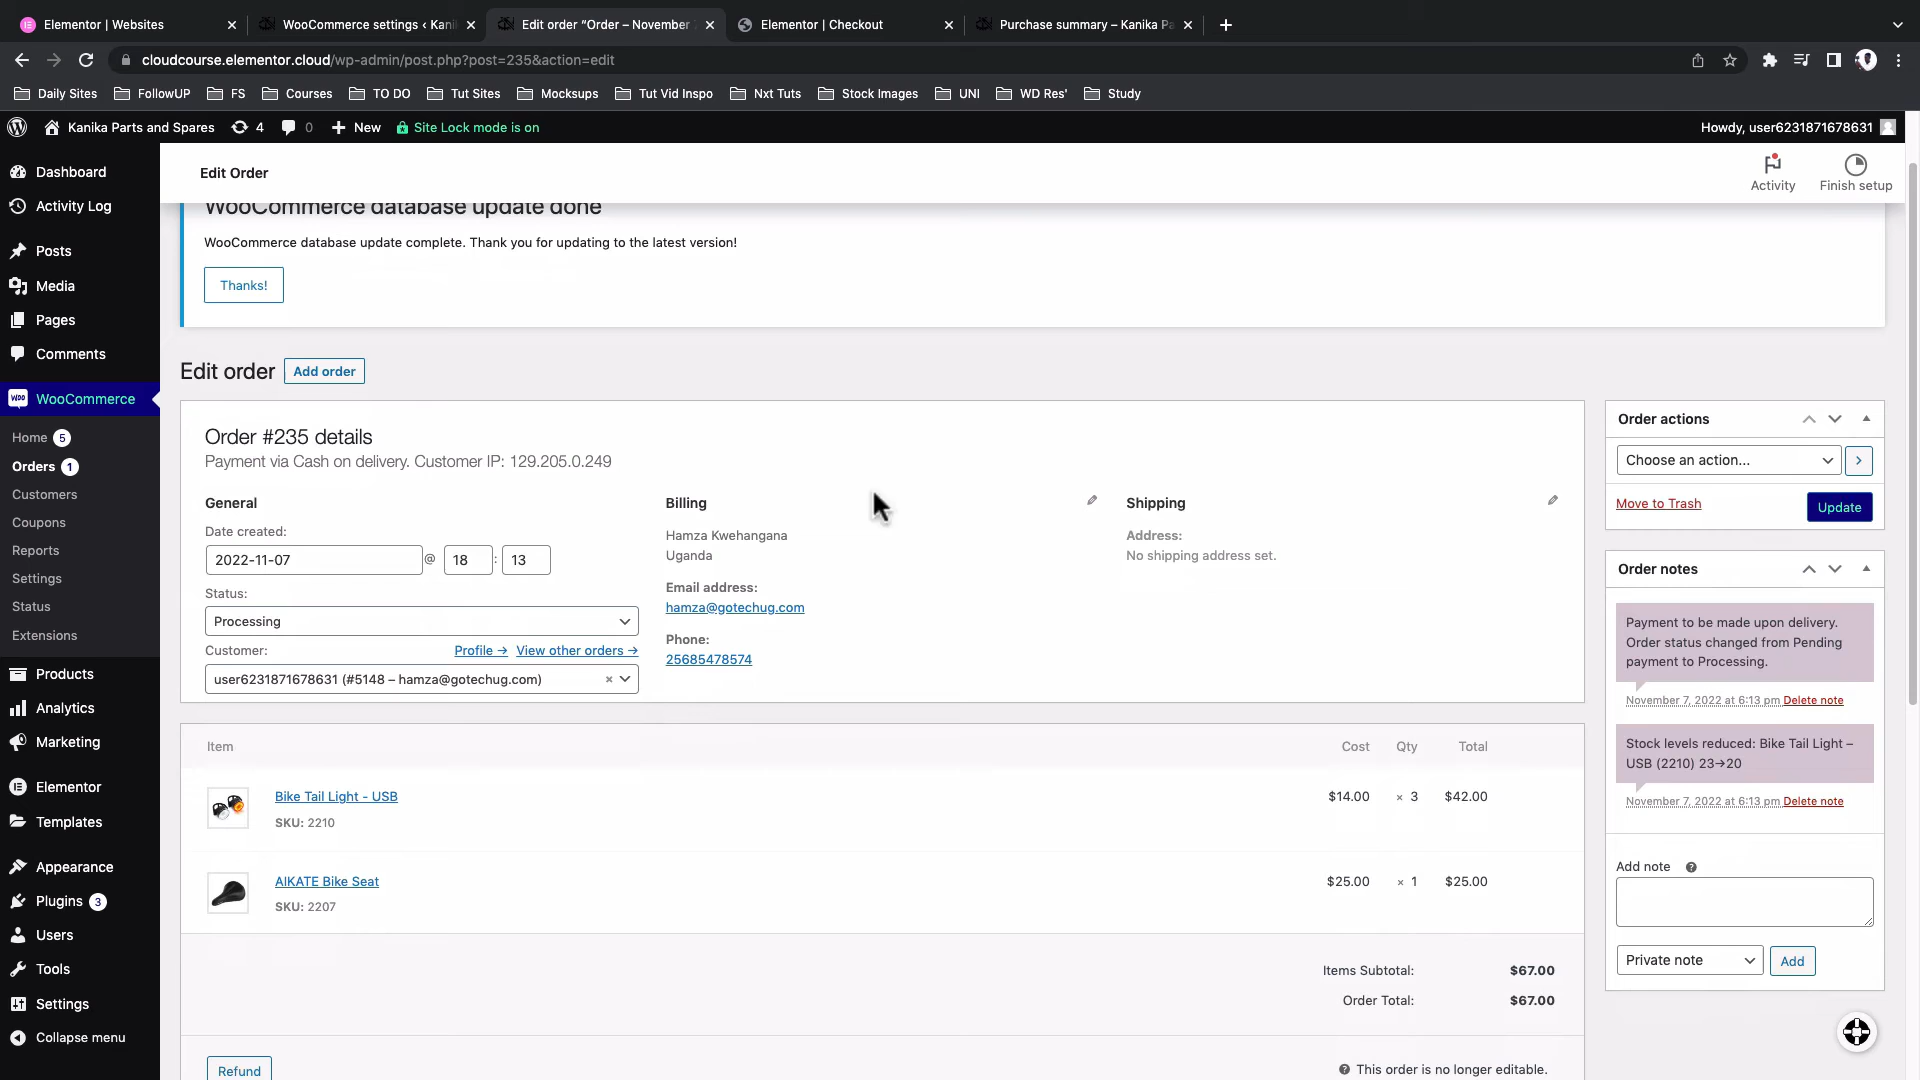 Elementor | Websites
WooCommerce settings ‹ Kani
Edit order “Order – November
Elementor | Checkout
Purchase summary – Kanika Pa
cloudcourse.elementor.cloud/wp-admin/post.php?post=235&action=edit
Daily Sites FollowUP FS Courses TO DO Tut Sites Mocksups Tut Vid Inspo Nxt Tuts Stock Images UNI WD Res' Study
Kanika Parts and Spares 4 0 New Site Lock mode is on
Howdy, user6231871678631
Dashboard
Activity Log
Posts
Media
Pages
Comments
WooCommerce
Home 5
Orders 1
Customers
Coupons
Reports
Settings
Status
Extensions
Products
Analytics
Marketing
Elementor
Templates
Appearance
Plugins 3
Users
Tools
Settings
Collapse menu
Edit Order
Activity
Finish setup
WooCommerce database update done
WooCommerce database update complete. Thank you for updating to the latest version!
Thanks!
Edit order Add order
Order #235 details
Payment via Cash on delivery. Customer IP: 129.205.0.249
General
Date created:
2022-11-07 @ 18 : 13
Status:
Processing
Customer: Profile → View other orders →
user6231871678631 (#5148 – hamza@gotechug.com) ×
Billing
Hamza Kwehangana
Uganda
Email address:
hamza@gotechug.com
Phone:
25685478574
Shipping
Address:
No shipping address set.
Item Cost Qty Total
Bike Tail Light - USB $14.00 × 3 $42.00
SKU: 2210
AIKATE Bike Seat $25.00 × 1 $25.00
SKU: 2207
Items Subtotal: $67.00
Order Total: $67.00
Refund
This order is no longer editable.
Order actions
Choose an action...
Move to Trash
Update
Order notes
Payment to be made upon delivery.
Order status changed from Pending
payment to Processing.
November 7, 2022 at 6:13 pm Delete note
Stock levels reduced: Bike Tail Light –
USB (2210) 23→20
November 7, 2022 at 6:13 pm Delete note
Add note
Private note
Add